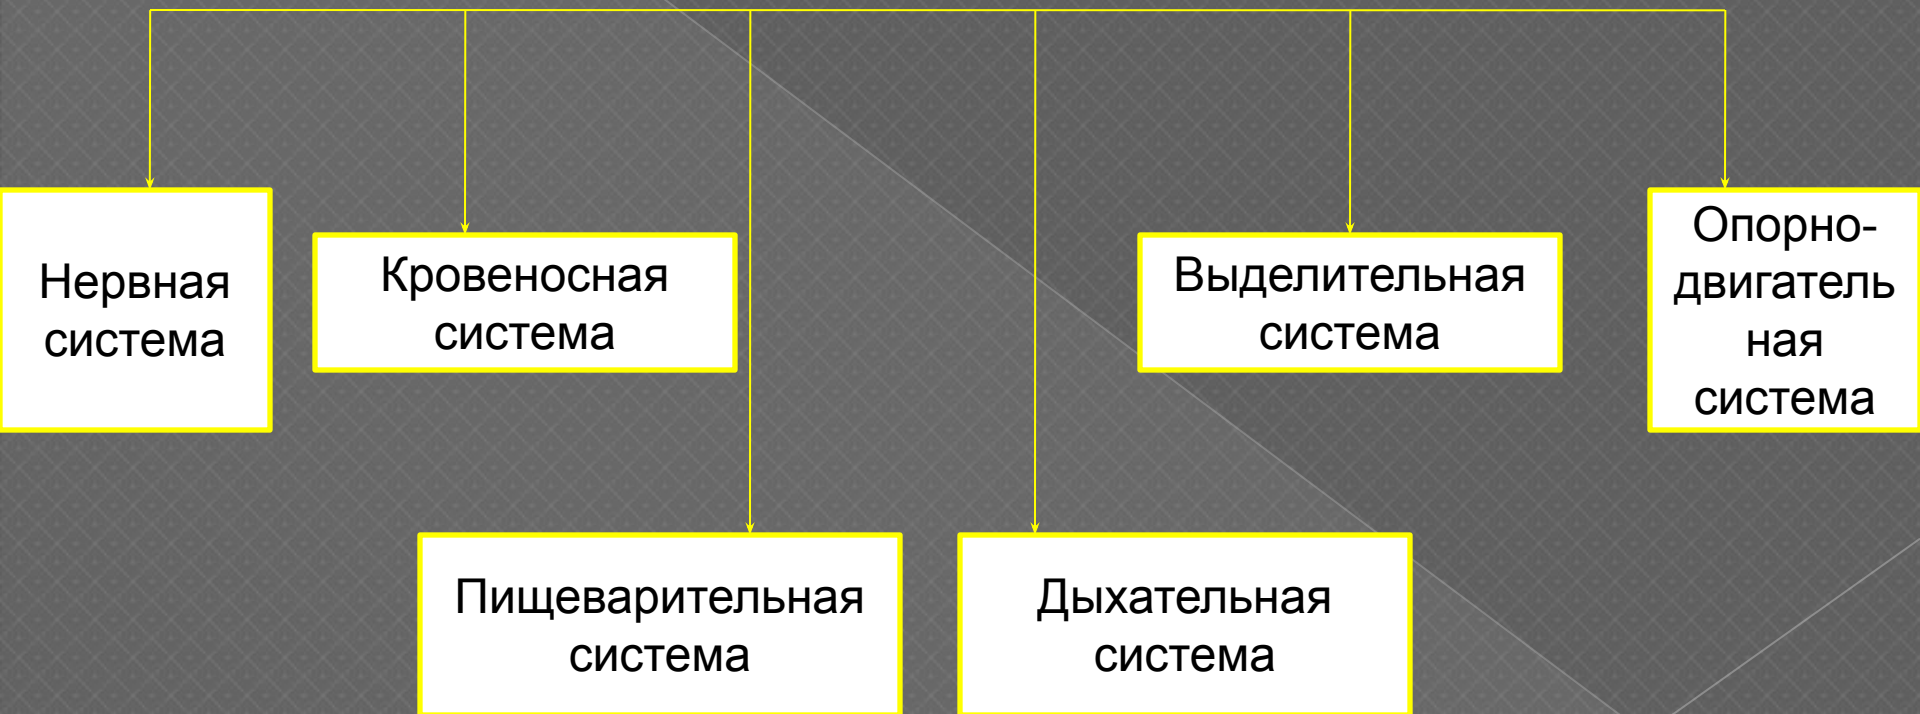 Нервная
система
Кровеносная
система
Выделительная
система
Опорно-
двигатель
ная
система
Пищеварительная
система
Дыхательная
система